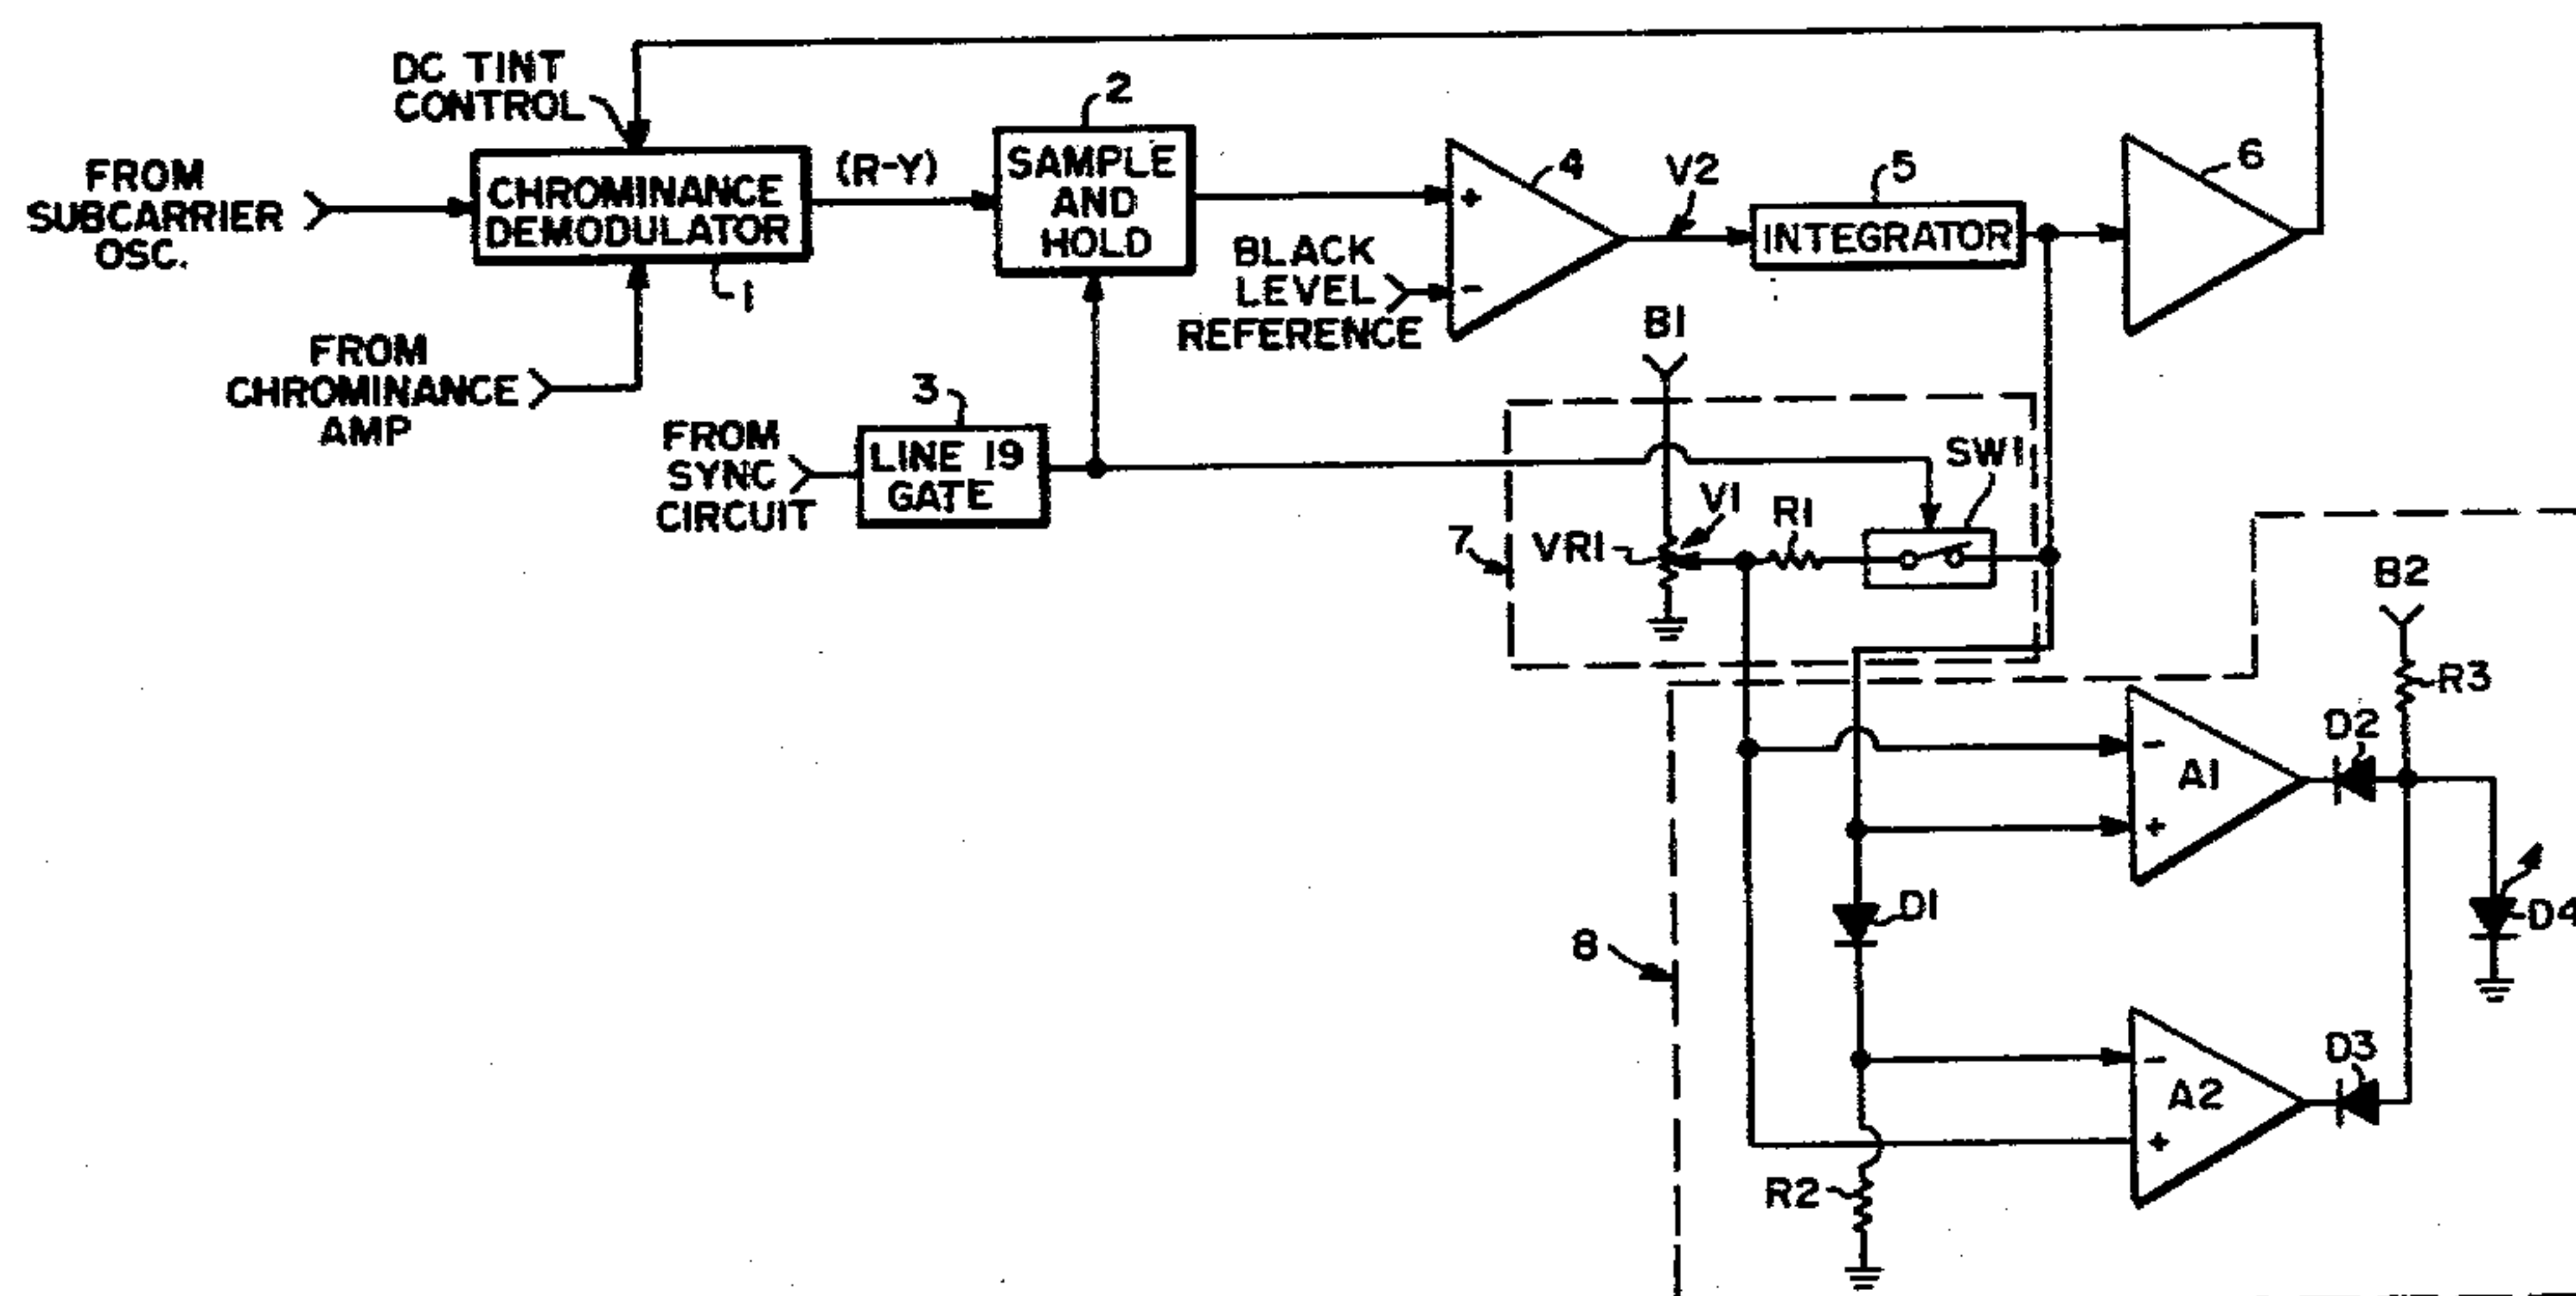 DC TINT
CONTROL
FROM
SUBCARRIER
OSC.
CHROMINANCE
DEMODULATOR
1
(R-Y)
2
SAMPLE
AND
HOLD
4
+
-
BLACK
LEVEL
REFERENCE
V2
5
INTEGRATOR
6
FROM
CHROMINANCE
AMP
FROM
SYNC
CIRCUIT
3
LINE 19
GATE
B1
7
VR1
V1
R1
SW1
B2
R3
8
-
A1
+
D2
D1
D4
-
A2
+
D3
R2